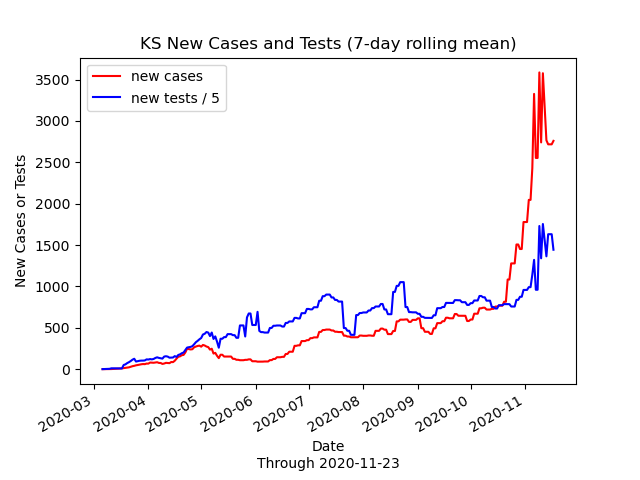 KS New Cases and Tests (7-day rolling mean)
new cases
new tests / 5
New Cases or Tests
3500
3000
2500
2000
1500
1000
500
0
2020-03
2020-04
2020-05
2020-06
2020-07
2020-08
2020-09
2020-10
2020-11
Date
Through 2020-11-23